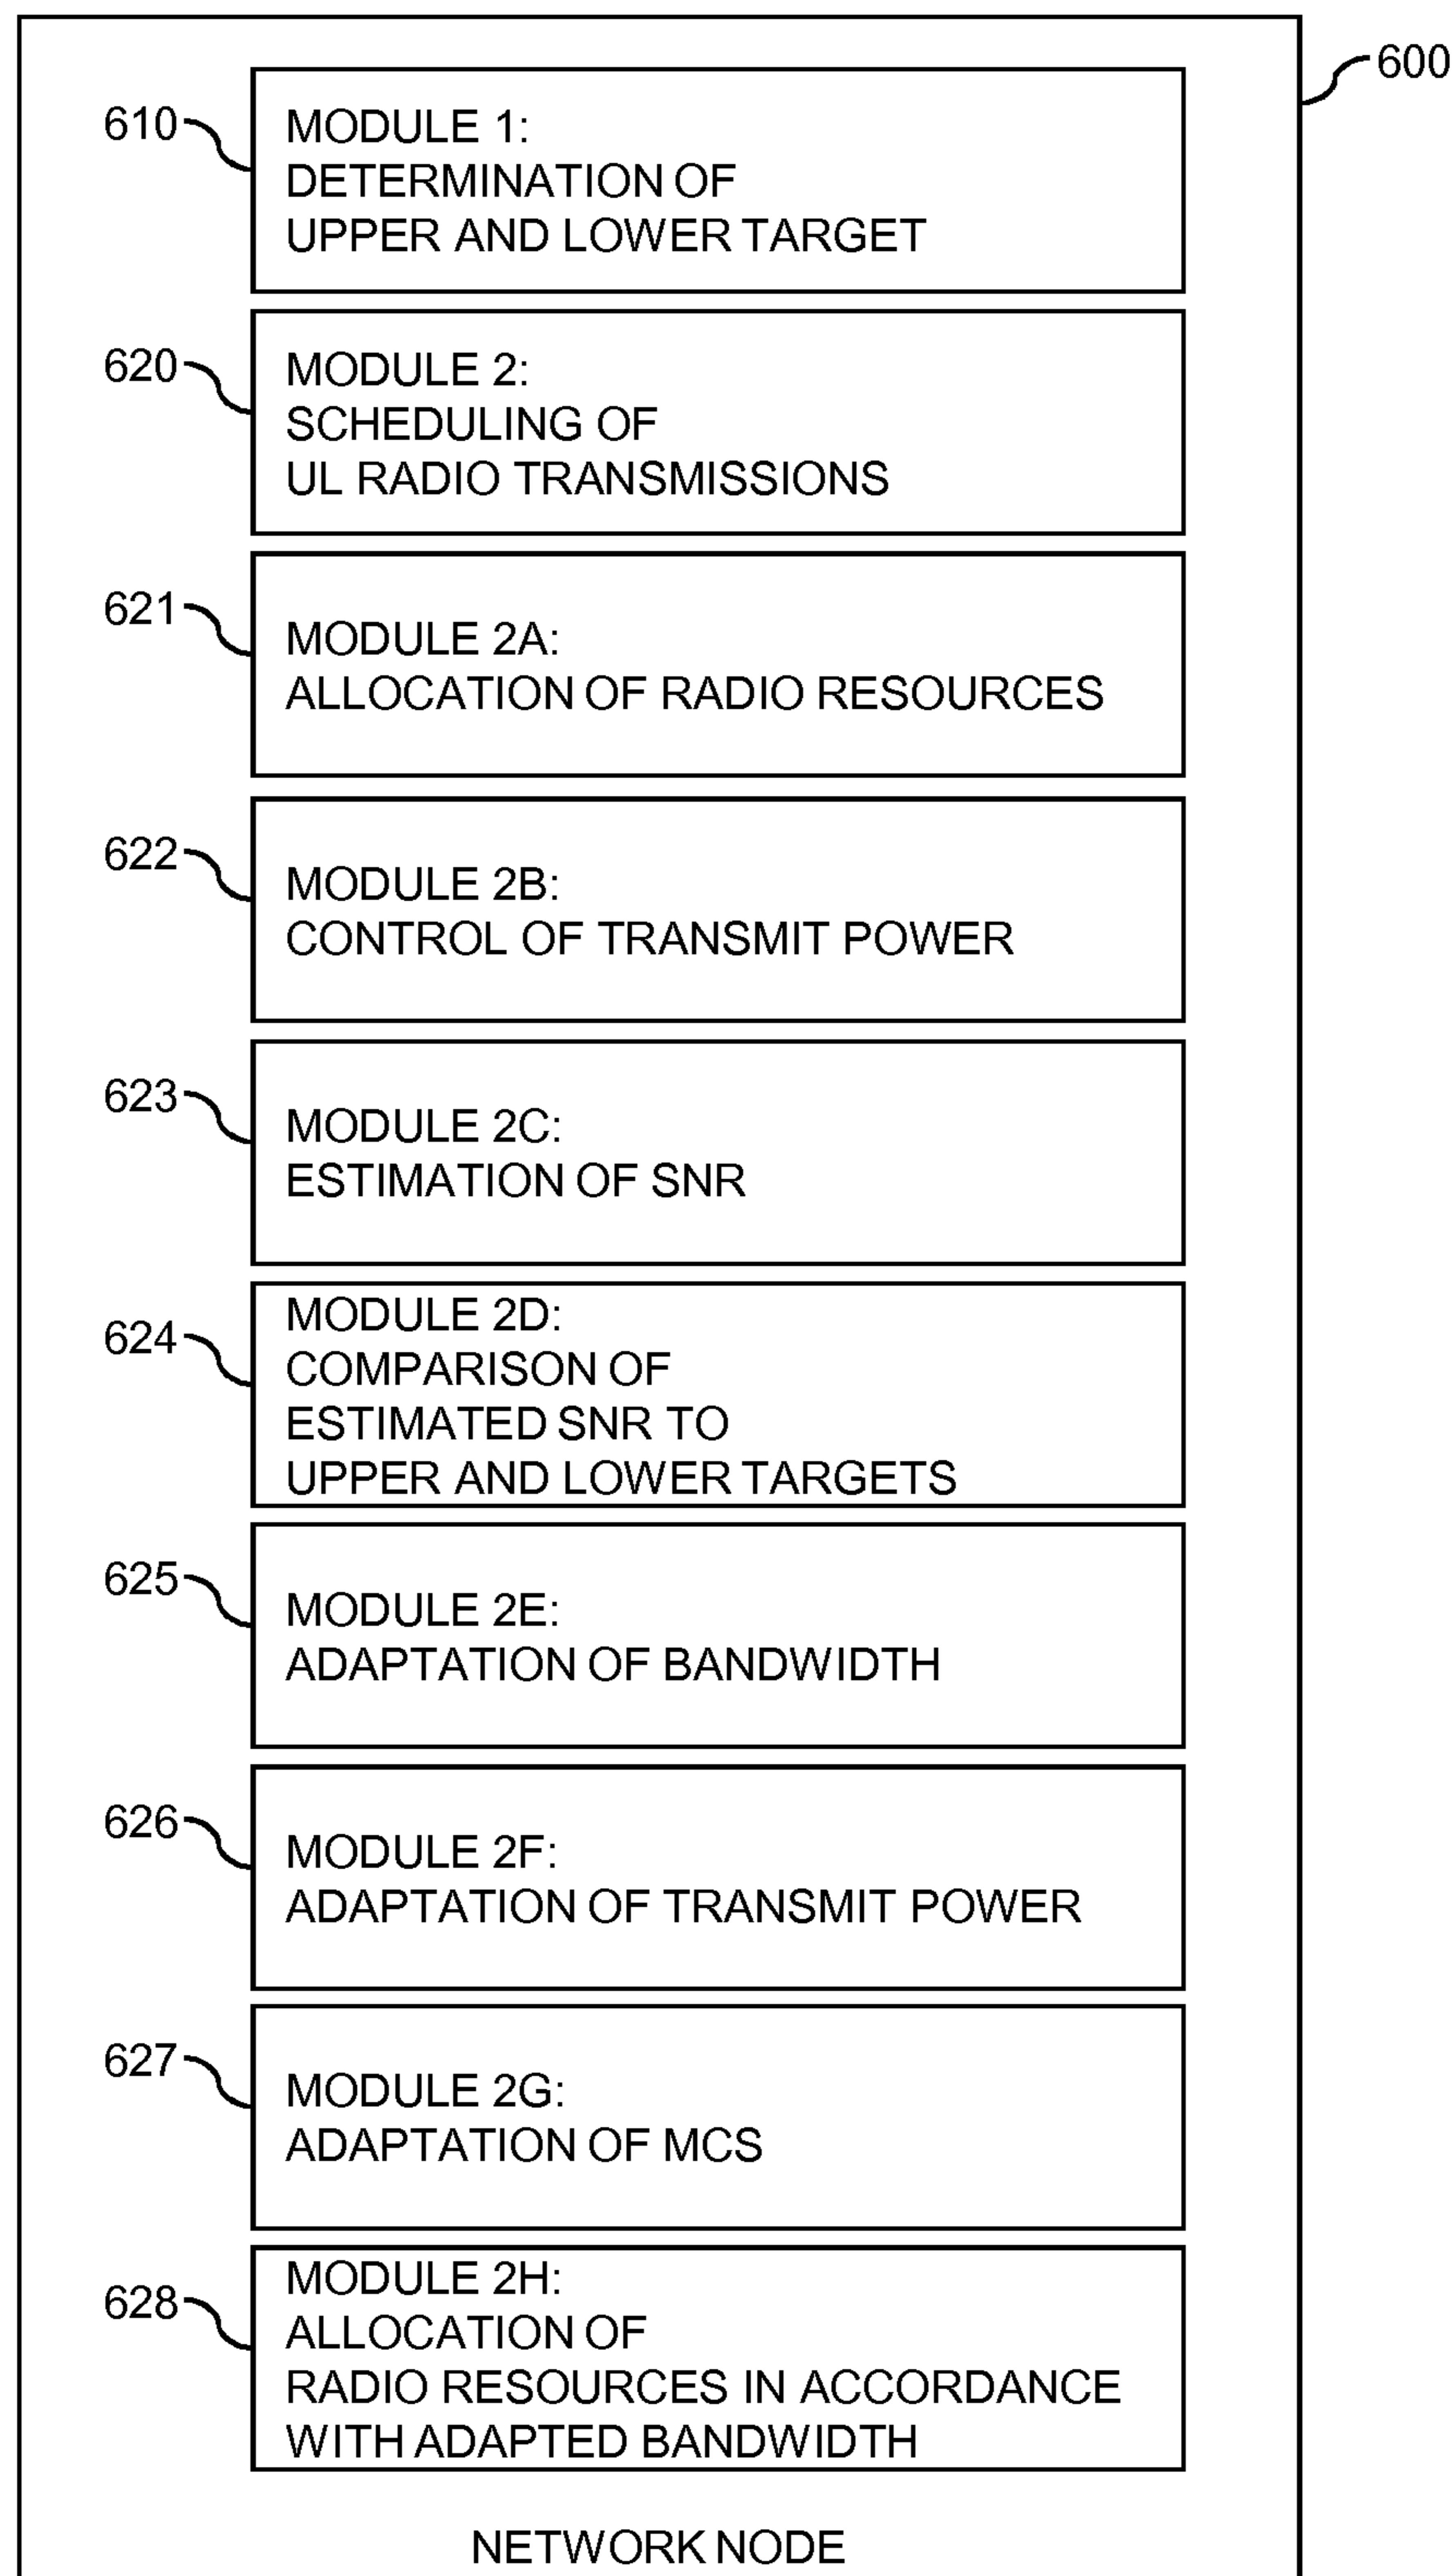 600
610
MODULE 1:
DETERMINATION OF
UPPER AND LOWER TARGET
620
MODULE 2:
SCHEDULING OF
UL RADIO TRANSMISSIONS
621
MODULE 2A:
ALLOCATION OF RADIO RESOURCES
622
MODULE 2B:
CONTROL OF TRANSMIT POWER
623
MODULE 2C:
ESTIMATION OF SNR
624
MODULE 2D:
COMPARISON OF
ESTIMATED SNR TO
UPPER AND LOWER TARGETS
625
MODULE 2E:
ADAPTATION OF BANDWIDTH
626
MODULE 2F:
ADAPTATION OF TRANSMIT POWER
627
MODULE 2G:
ADAPTATION OF MCS
628
MODULE 2H:
ALLOCATION OF
RADIO RESOURCES IN ACCORDANCE
WITH ADAPTED BANDWIDTH
NETWORK NODE